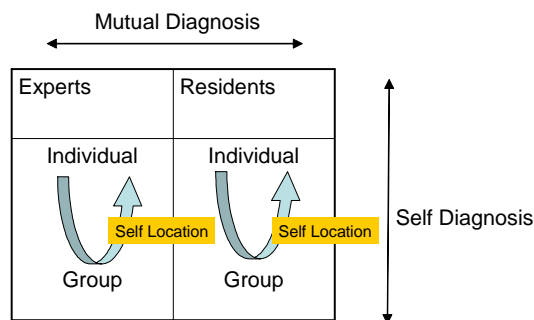 Mutual Diagnosis
Experts
Residents
Individual
Individual
Self Location
Self Location
Self Diagnosis
Group
Group